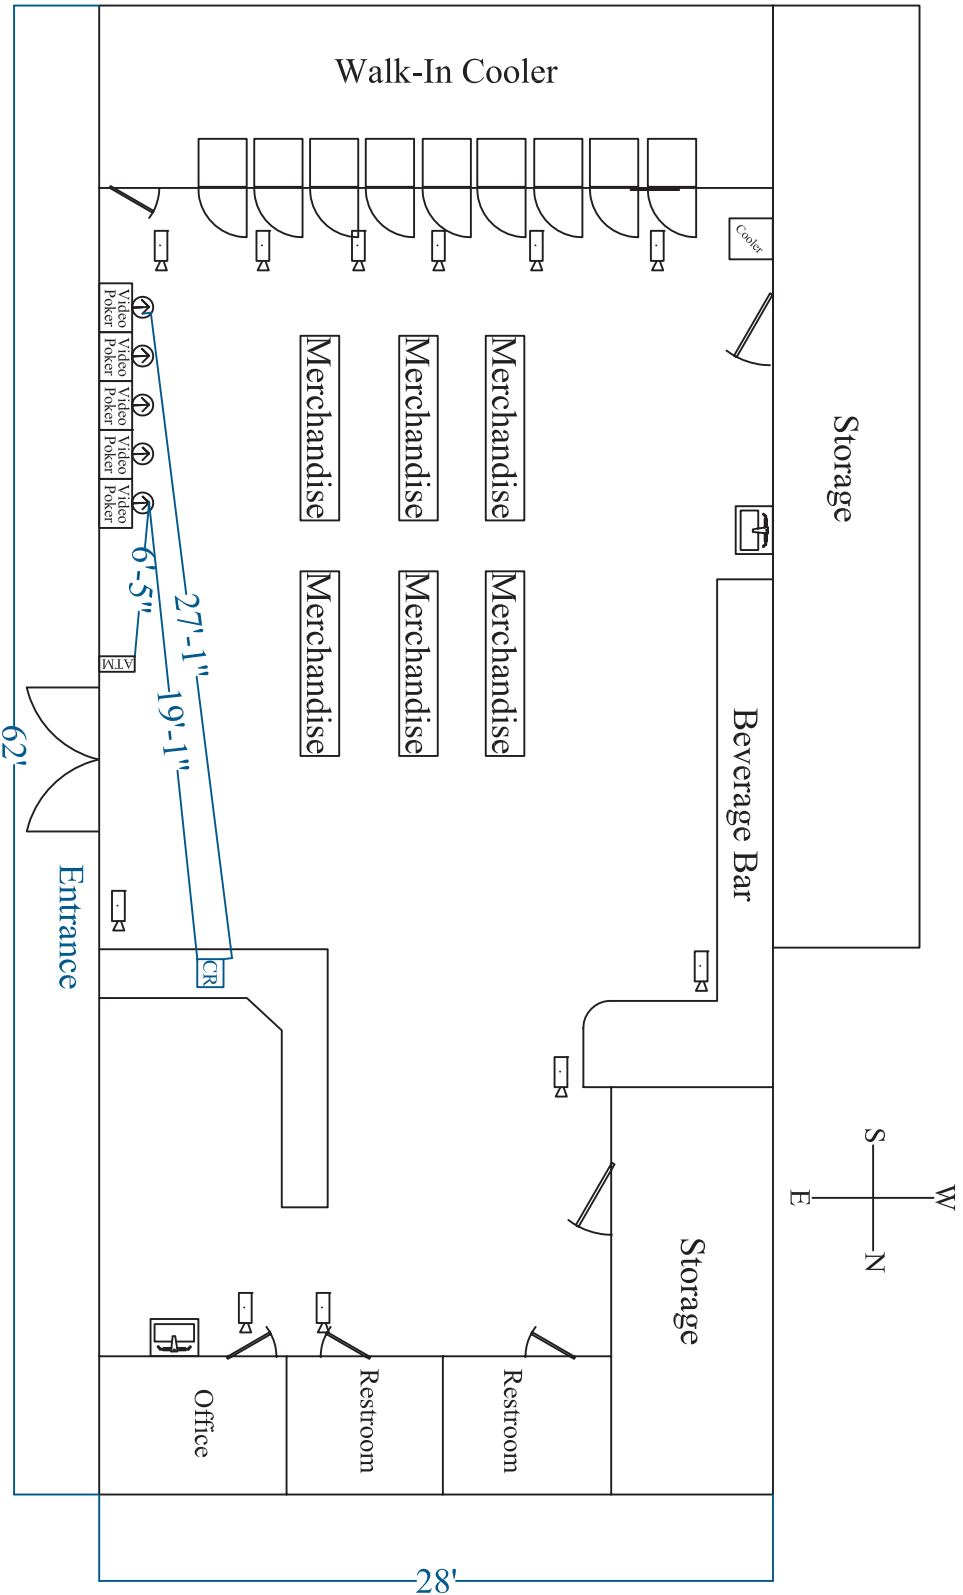 Walk-In Cooler
Cooler
Video
Poker
Video
Poker
Video
Poker
Video
Poker
Video
Poker
Merchandise
Merchandise
Merchandise
Storage
6'-5"
27'-1"
19'-1"
ATM
Merchandise
Merchandise
Merchandise
Beverage Bar
62'
Entrance
CR
S
E
W
N
Storage
Office
Restroom
Restroom
28'